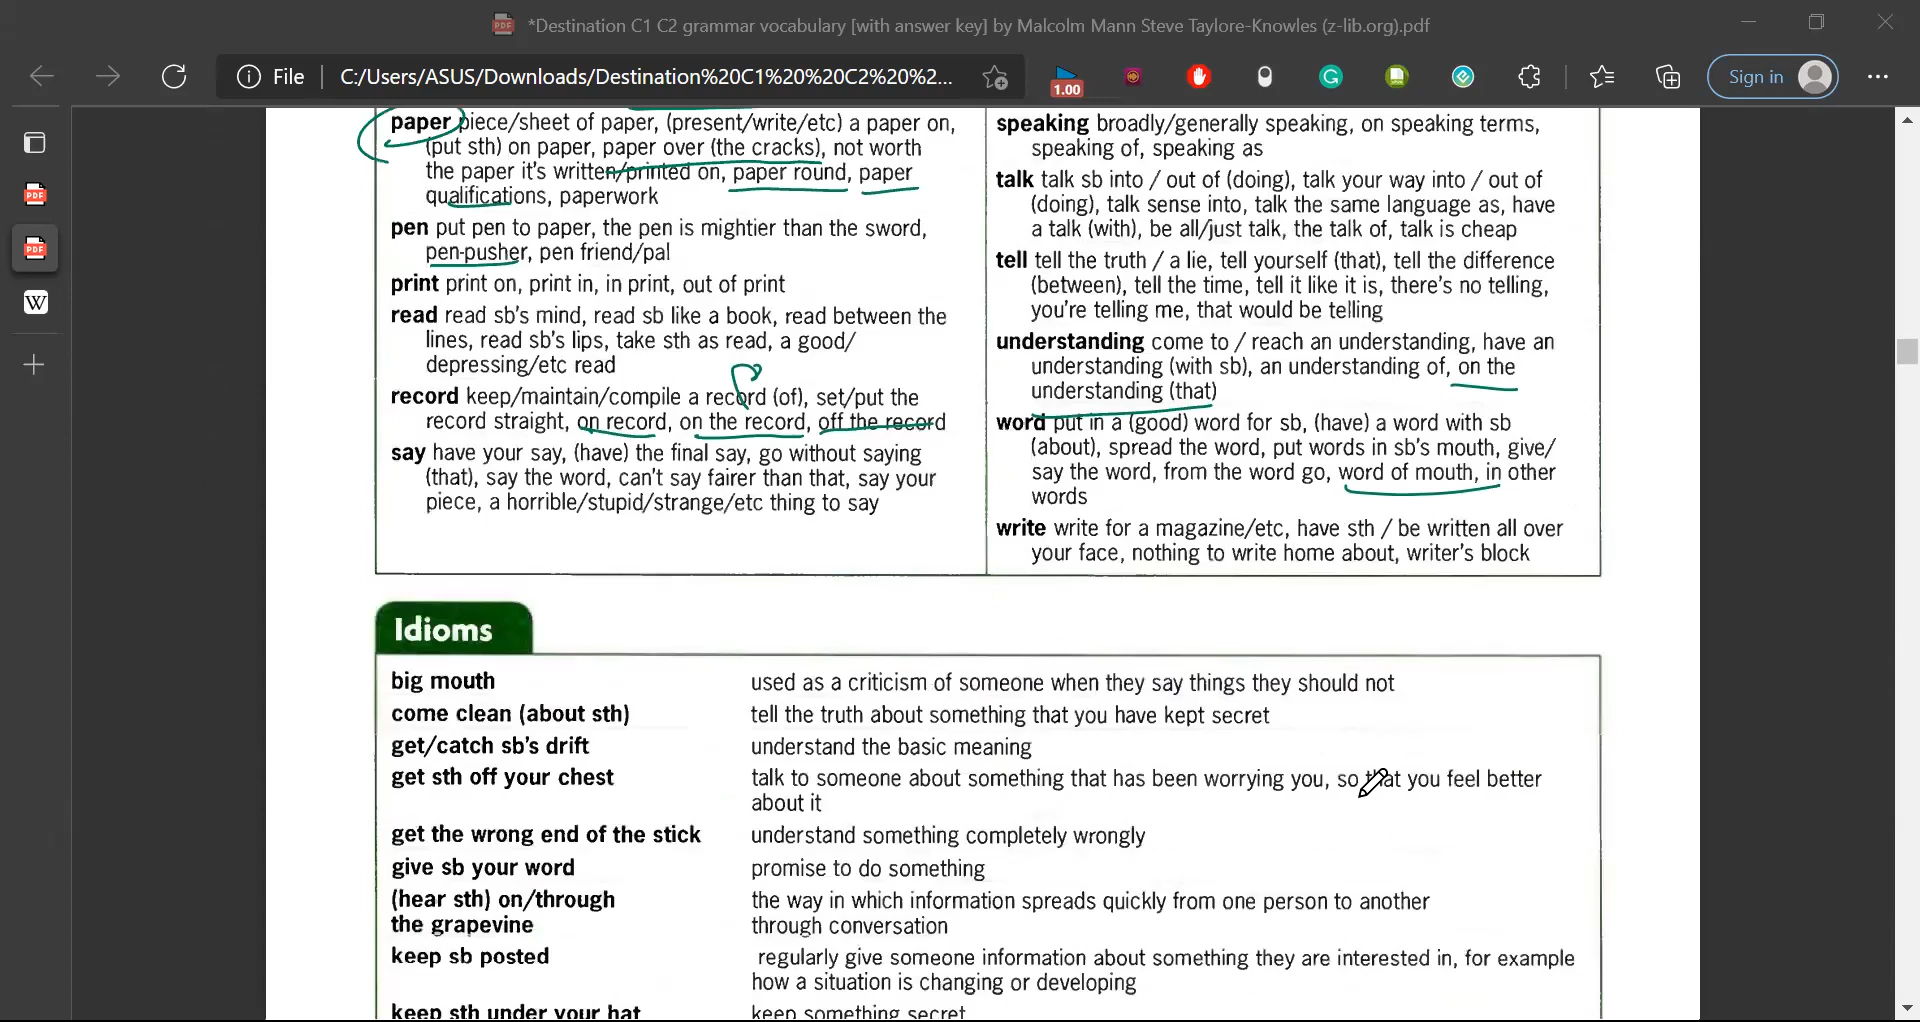 *Destination C1 C2 grammar vocabulary [with answer key] by Malcolm Mann Steve Taylore-Knowles (z-lib.org).pdf
File C:/Users/ASUS/Downloads/Destination%20C1%20%20C2%20%2...
1.00
Sign in
paper piece/sheet of paper, (present/write/etc) a paper on,
(put sth) on paper, paper over (the cracks), not worth
the paper it's written/printed on, paper round, paper
qualifications, paperwork
pen put pen to paper, the pen is mightier than the sword,
pen-pusher, pen friend/pal
print print on, print in, in print, out of print
read read sb's mind, read sb like a book, read between the
lines, read sb's lips, take sth as read, a good/
depressing/etc read
record keep/maintain/compile a record (of), set/put the
record straight, on record, on the record, off the record
say have your say, (have) the final say, go without saying
(that), say the word, can't say fairer than that, say your
piece, a horrible/stupid/strange/etc thing to say
speaking broadly/generally speaking, on speaking terms,
speaking of, speaking as
talk talk sb into / out of (doing), talk your way into / out of
(doing), talk sense into, talk the same language as, have
a talk (with), be all/just talk, the talk of, talk is cheap
tell tell the truth / a lie, tell yourself (that), tell the difference
(between), tell the time, tell it like it is, there's no telling,
you're telling me, that would be telling
understanding come to / reach an understanding, have an
understanding (with sb), an understanding of, on the
understanding (that)
word put in a (good) word for sb, (have) a word with sb
(about), spread the word, put words in sb's mouth, give/
say the word, from the word go, word of mouth, in other
words
write write for a magazine/etc, have sth / be written all over
your face, nothing to write home about, writer's block
Idioms
big mouth used as a criticism of someone when they say things they should not
come clean (about sth) tell the truth about something that you have kept secret
get/catch sb's drift understand the basic meaning
get sth off your chest talk to someone about something that has been worrying you, so that you feel better
about it
get the wrong end of the stick understand something completely wrongly
give sb your word promise to do something
(hear sth) on/through the way in which information spreads quickly from one person to another
the grapevine through conversation
keep sb posted regularly give someone information about something they are interested in, for example
how a situation is changing or developing
keep sth under your hat keep something secret
PDF
PDF
W